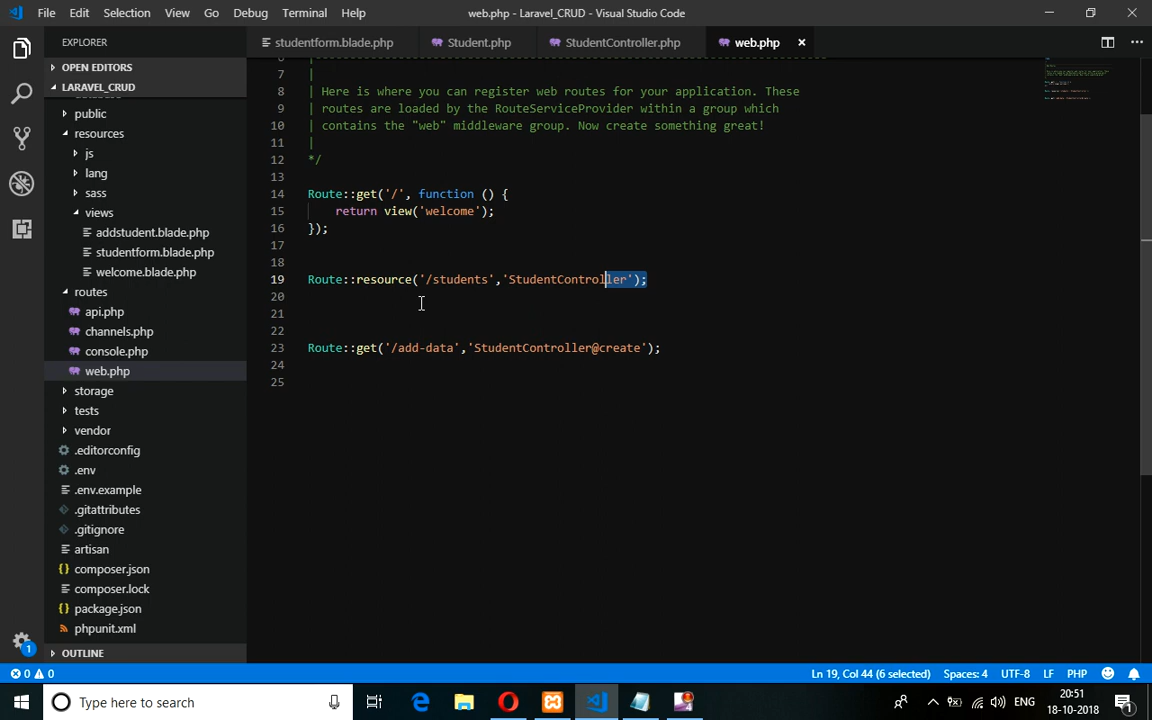 File Edit Selection View Go Debug Terminal Help
web.php - Laravel_CRUD - Visual Studio Code
EXPLORER
studentform.blade.php
Student.php
StudentController.php
web.php
OPEN EDITORS
LARAVEL_CRUD
public
resources
js
lang
sass
views
addstudent.blade.php
studentform.blade.php
welcome.blade.php
routes
api.php
channels.php
console.php
web.php
storage
tests
vendor
.editorconfig
.env
.env.example
.gitattributes
.gitignore
artisan
composer.json
composer.lock
package.json
phpunit.xml
OUTLINE
7 |
8 | Here is where you can register web routes for your application. These
9 | routes are loaded by the RouteServiceProvider within a group which
10 | contains the "web" middleware group. Now create something great!
11 |
12 */
13
14 Route::get('/', function () {
15 return view('welcome');
16 });
17
18
19 Route::resource('/students','StudentController');
20
21
22
23 Route::get('/add-data','StudentController@create');
24
25
1
0 0
Ln 19, Col 44 (6 selected) Spaces: 4 UTF-8 LF PHP
Type here to search
ENG
20:51
18-10-2018
1